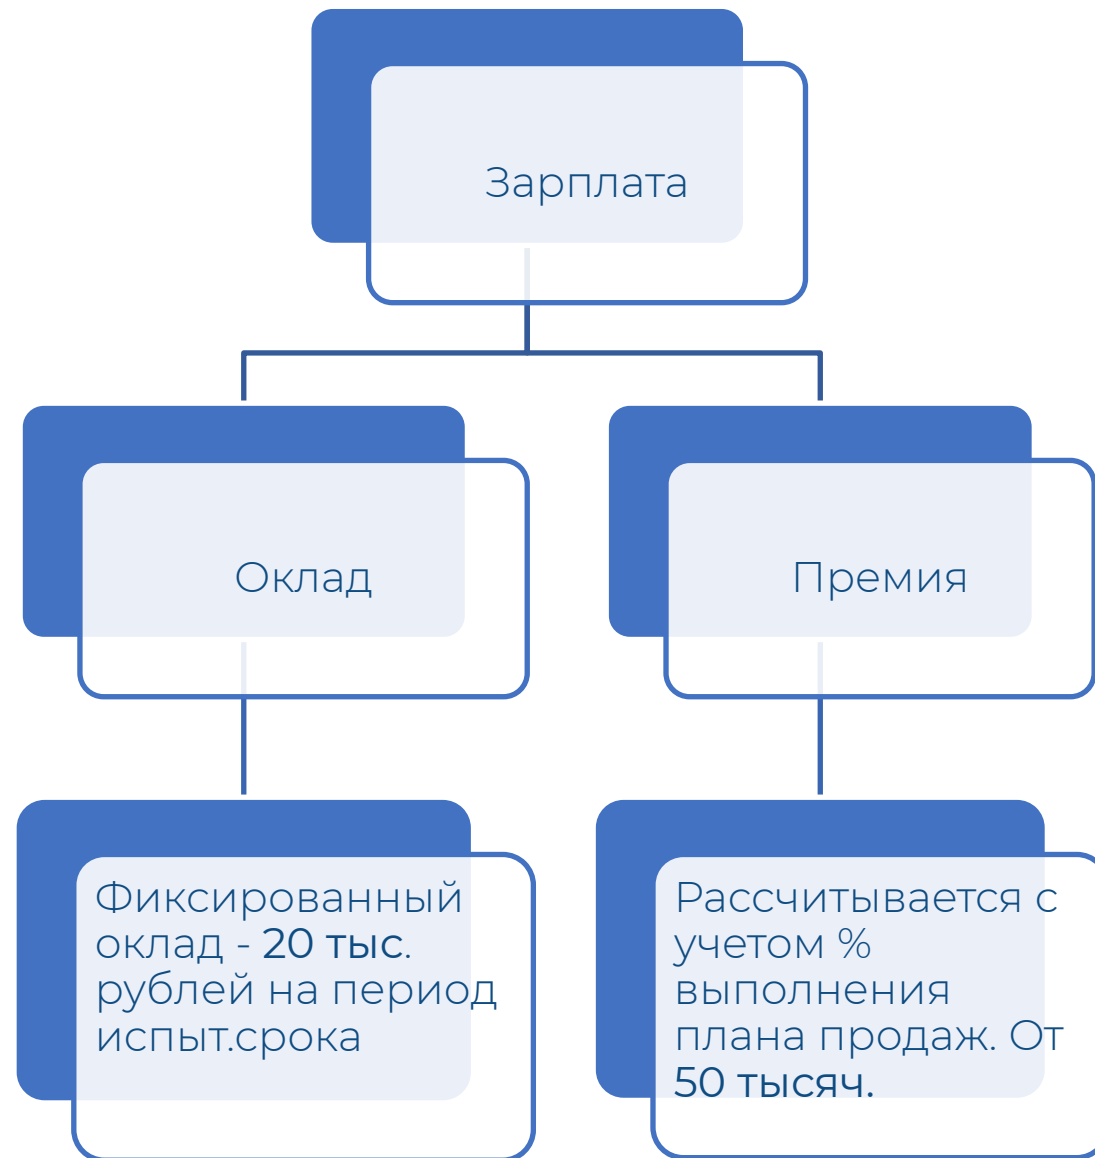 Зарплата
Оклад
Премия
Фиксированный
оклад - 20 тыс.
рублей на период
испыт.срока
Рассчитывается с
учетом %
выполнения
плана продаж. От
50 тысяч.